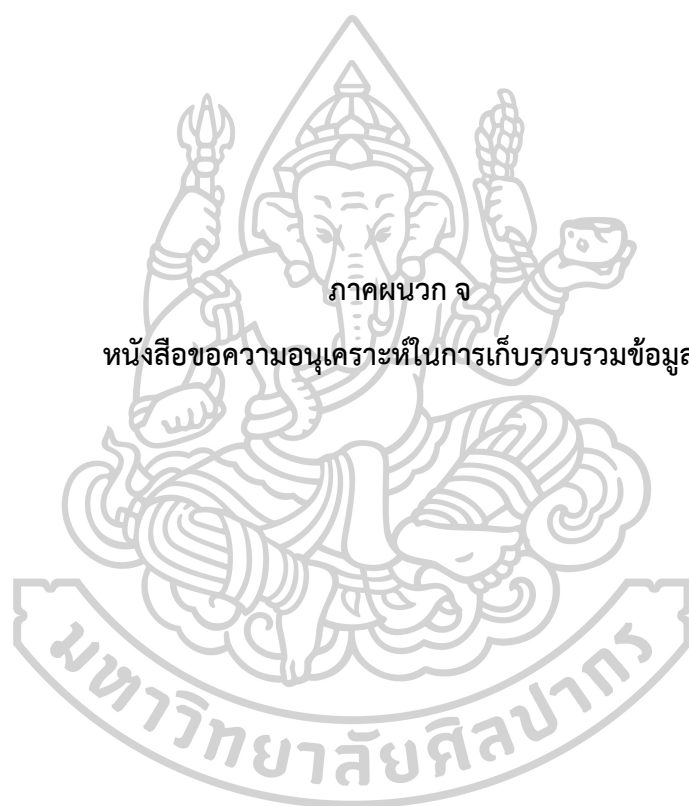 ภาคผนวก จ
หนังสือขอความอนุเคราะห์ในการเก็บรวบรวมข้อมูล
มหาวิทยาลัยศิลปากร